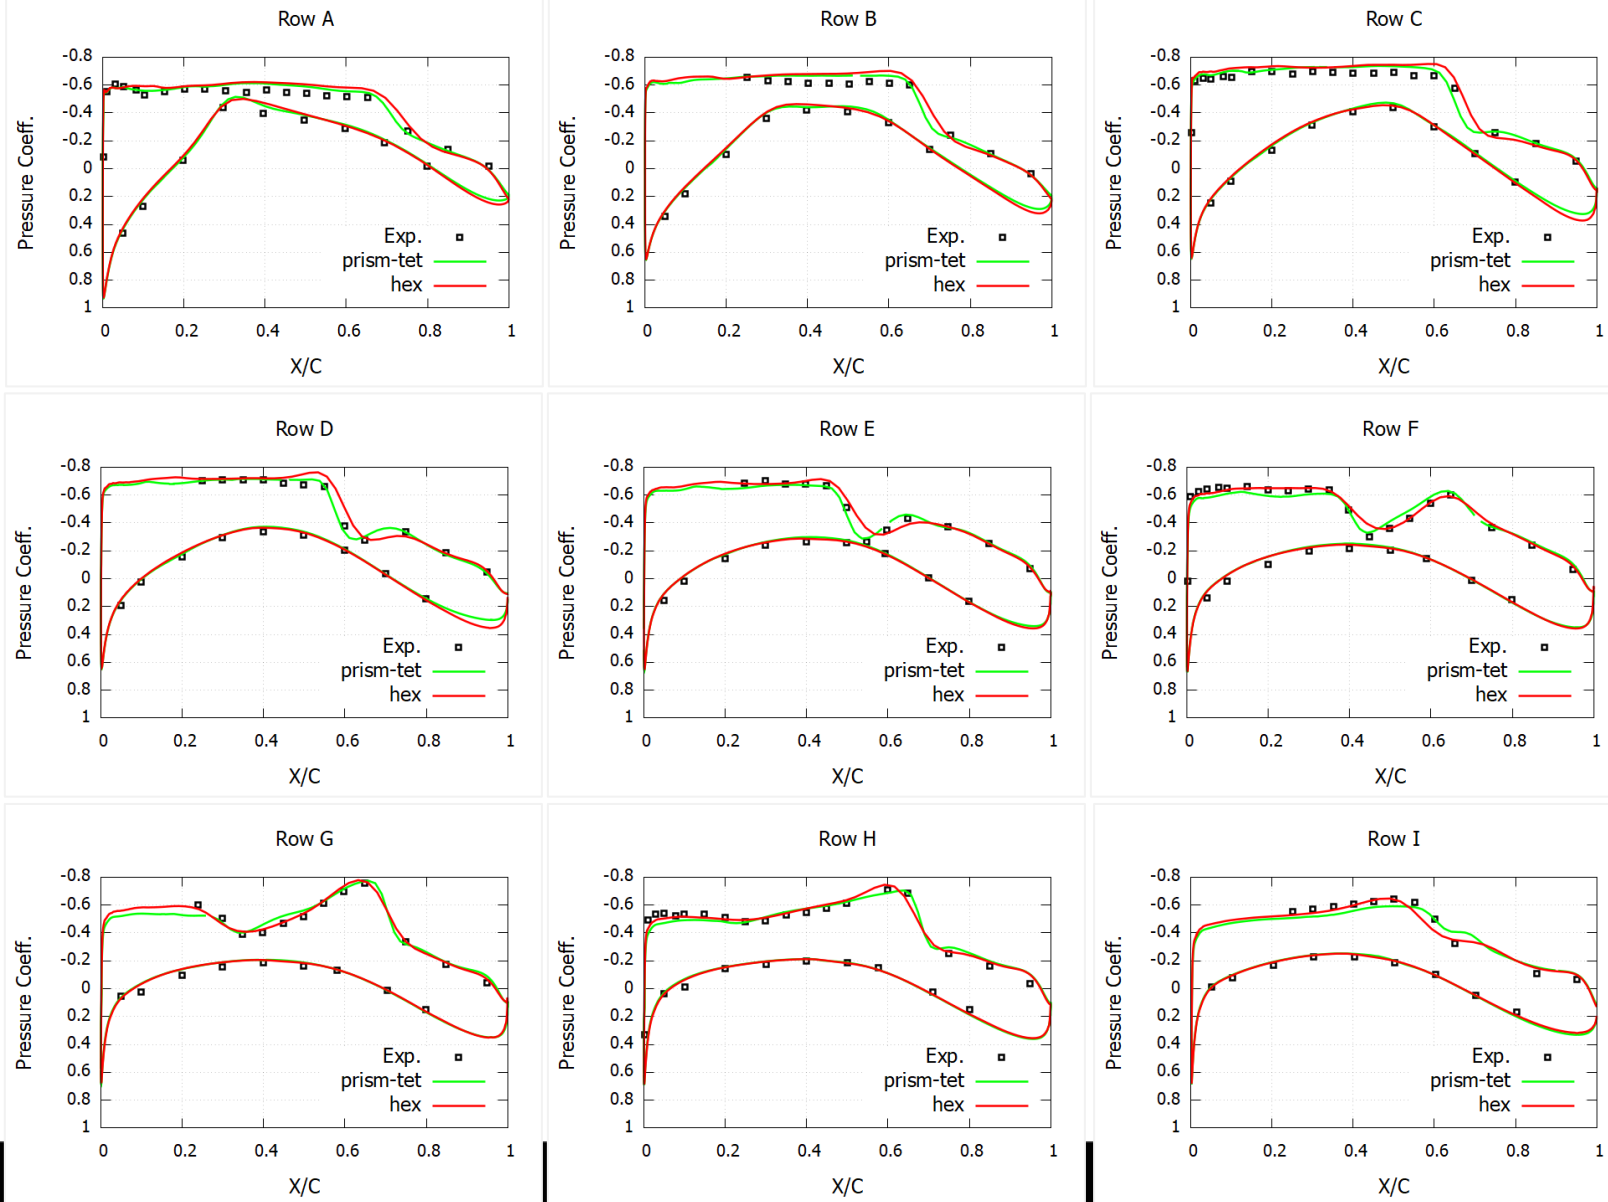 Row A
Pressure Coeff.
-0.8
-0.6
-0.4
-0.2
0
0.2
0.4
0.6
0.8
1
Exp.
prism-tet
hex
0 0.2 0.4 0.6 0.8 1
X/C
Row B
Pressure Coeff.
-0.8
-0.6
-0.4
-0.2
0
0.2
0.4
0.6
0.8
1
Exp.
prism-tet
hex
0 0.2 0.4 0.6 0.8 1
X/C
Row C
Pressure Coeff.
-0.8
-0.6
-0.4
-0.2
0
0.2
0.4
0.6
0.8
1
Exp.
prism-tet
hex
0 0.2 0.4 0.6 0.8 1
X/C
Row D
Pressure Coeff.
-0.8
-0.6
-0.4
-0.2
0
0.2
0.4
0.6
0.8
1
Exp.
prism-tet
hex
0 0.2 0.4 0.6 0.8 1
X/C
Row E
Pressure Coeff.
-0.8
-0.6
-0.4
-0.2
0
0.2
0.4
0.6
0.8
1
Exp.
prism-tet
hex
0 0.2 0.4 0.6 0.8 1
X/C
Row F
Pressure Coeff.
-0.8
-0.6
-0.4
-0.2
0
0.2
0.4
0.6
0.8
1
Exp.
prism-tet
hex
0 0.2 0.4 0.6 0.8 1
X/C
Row G
Pressure Coeff.
-0.8
-0.6
-0.4
-0.2
0
0.2
0.4
0.6
0.8
1
Exp.
prism-tet
hex
0 0.2 0.4 0.6 0.8 1
X/C
Row H
Pressure Coeff.
-0.8
-0.6
-0.4
-0.2
0
0.2
0.4
0.6
0.8
1
Exp.
prism-tet
hex
0 0.2 0.4 0.6 0.8 1
X/C
Row I
Pressure Coeff.
-0.8
-0.6
-0.4
-0.2
0
0.2
0.4
0.6
0.8
1
Exp.
prism-tet
hex
0 0.2 0.4 0.6 0.8 1
X/C